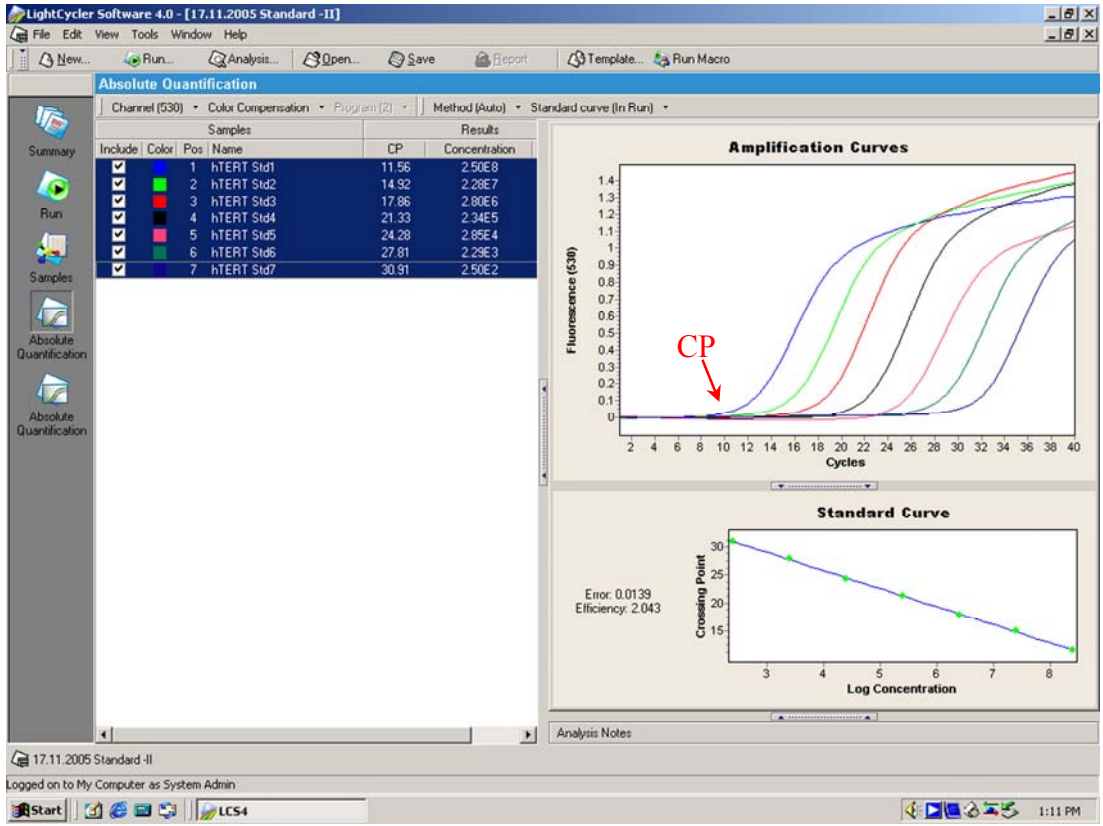 LightCycler Software 4.0 - [17.11.2005 Standard -II]
File Edit View Tools Window Help
New... Run... Analysis... Open... Save Report Template... Run Macro
Absolute Quantification
Channel (530) Color Compensation Program (2) Method (Auto) Standard curve (In Run)
Samples Results
Include Color Pos Name CP Concentration
1 hTERT Std1 11.56 2.50E8
2 hTERT Std2 14.92 2.28E7
3 hTERT Std3 17.86 2.80E6
4 hTERT Std4 21.33 2.34E5
5 hTERT Std5 24.28 2.85E4
6 hTERT Std6 27.81 2.29E3
7 hTERT Std7 30.91 2.50E2
Summary
Run
Samples
Absolute
Quantification
Absolute
Quantification
Amplification Curves
1.4
1.3
1.2
1.1
1
0.9
0.8
0.7
0.6
0.5
0.4
0.3
0.2
0.1
0
Fluorescence (530)
CP
2 4 6 8 10 12 14 16 18 20 22 24 26 28 30 32 34 36 38 40
Cycles
Standard Curve
Error: 0.0139
Efficiency: 2.043
30
25
20
15
Crossing Point
3 4 5 6 7 8
Log Concentration
Analysis Notes
17.11.2005 Standard -II
Logged on to My Computer as System Admin
Start LCS4 1:11 PM